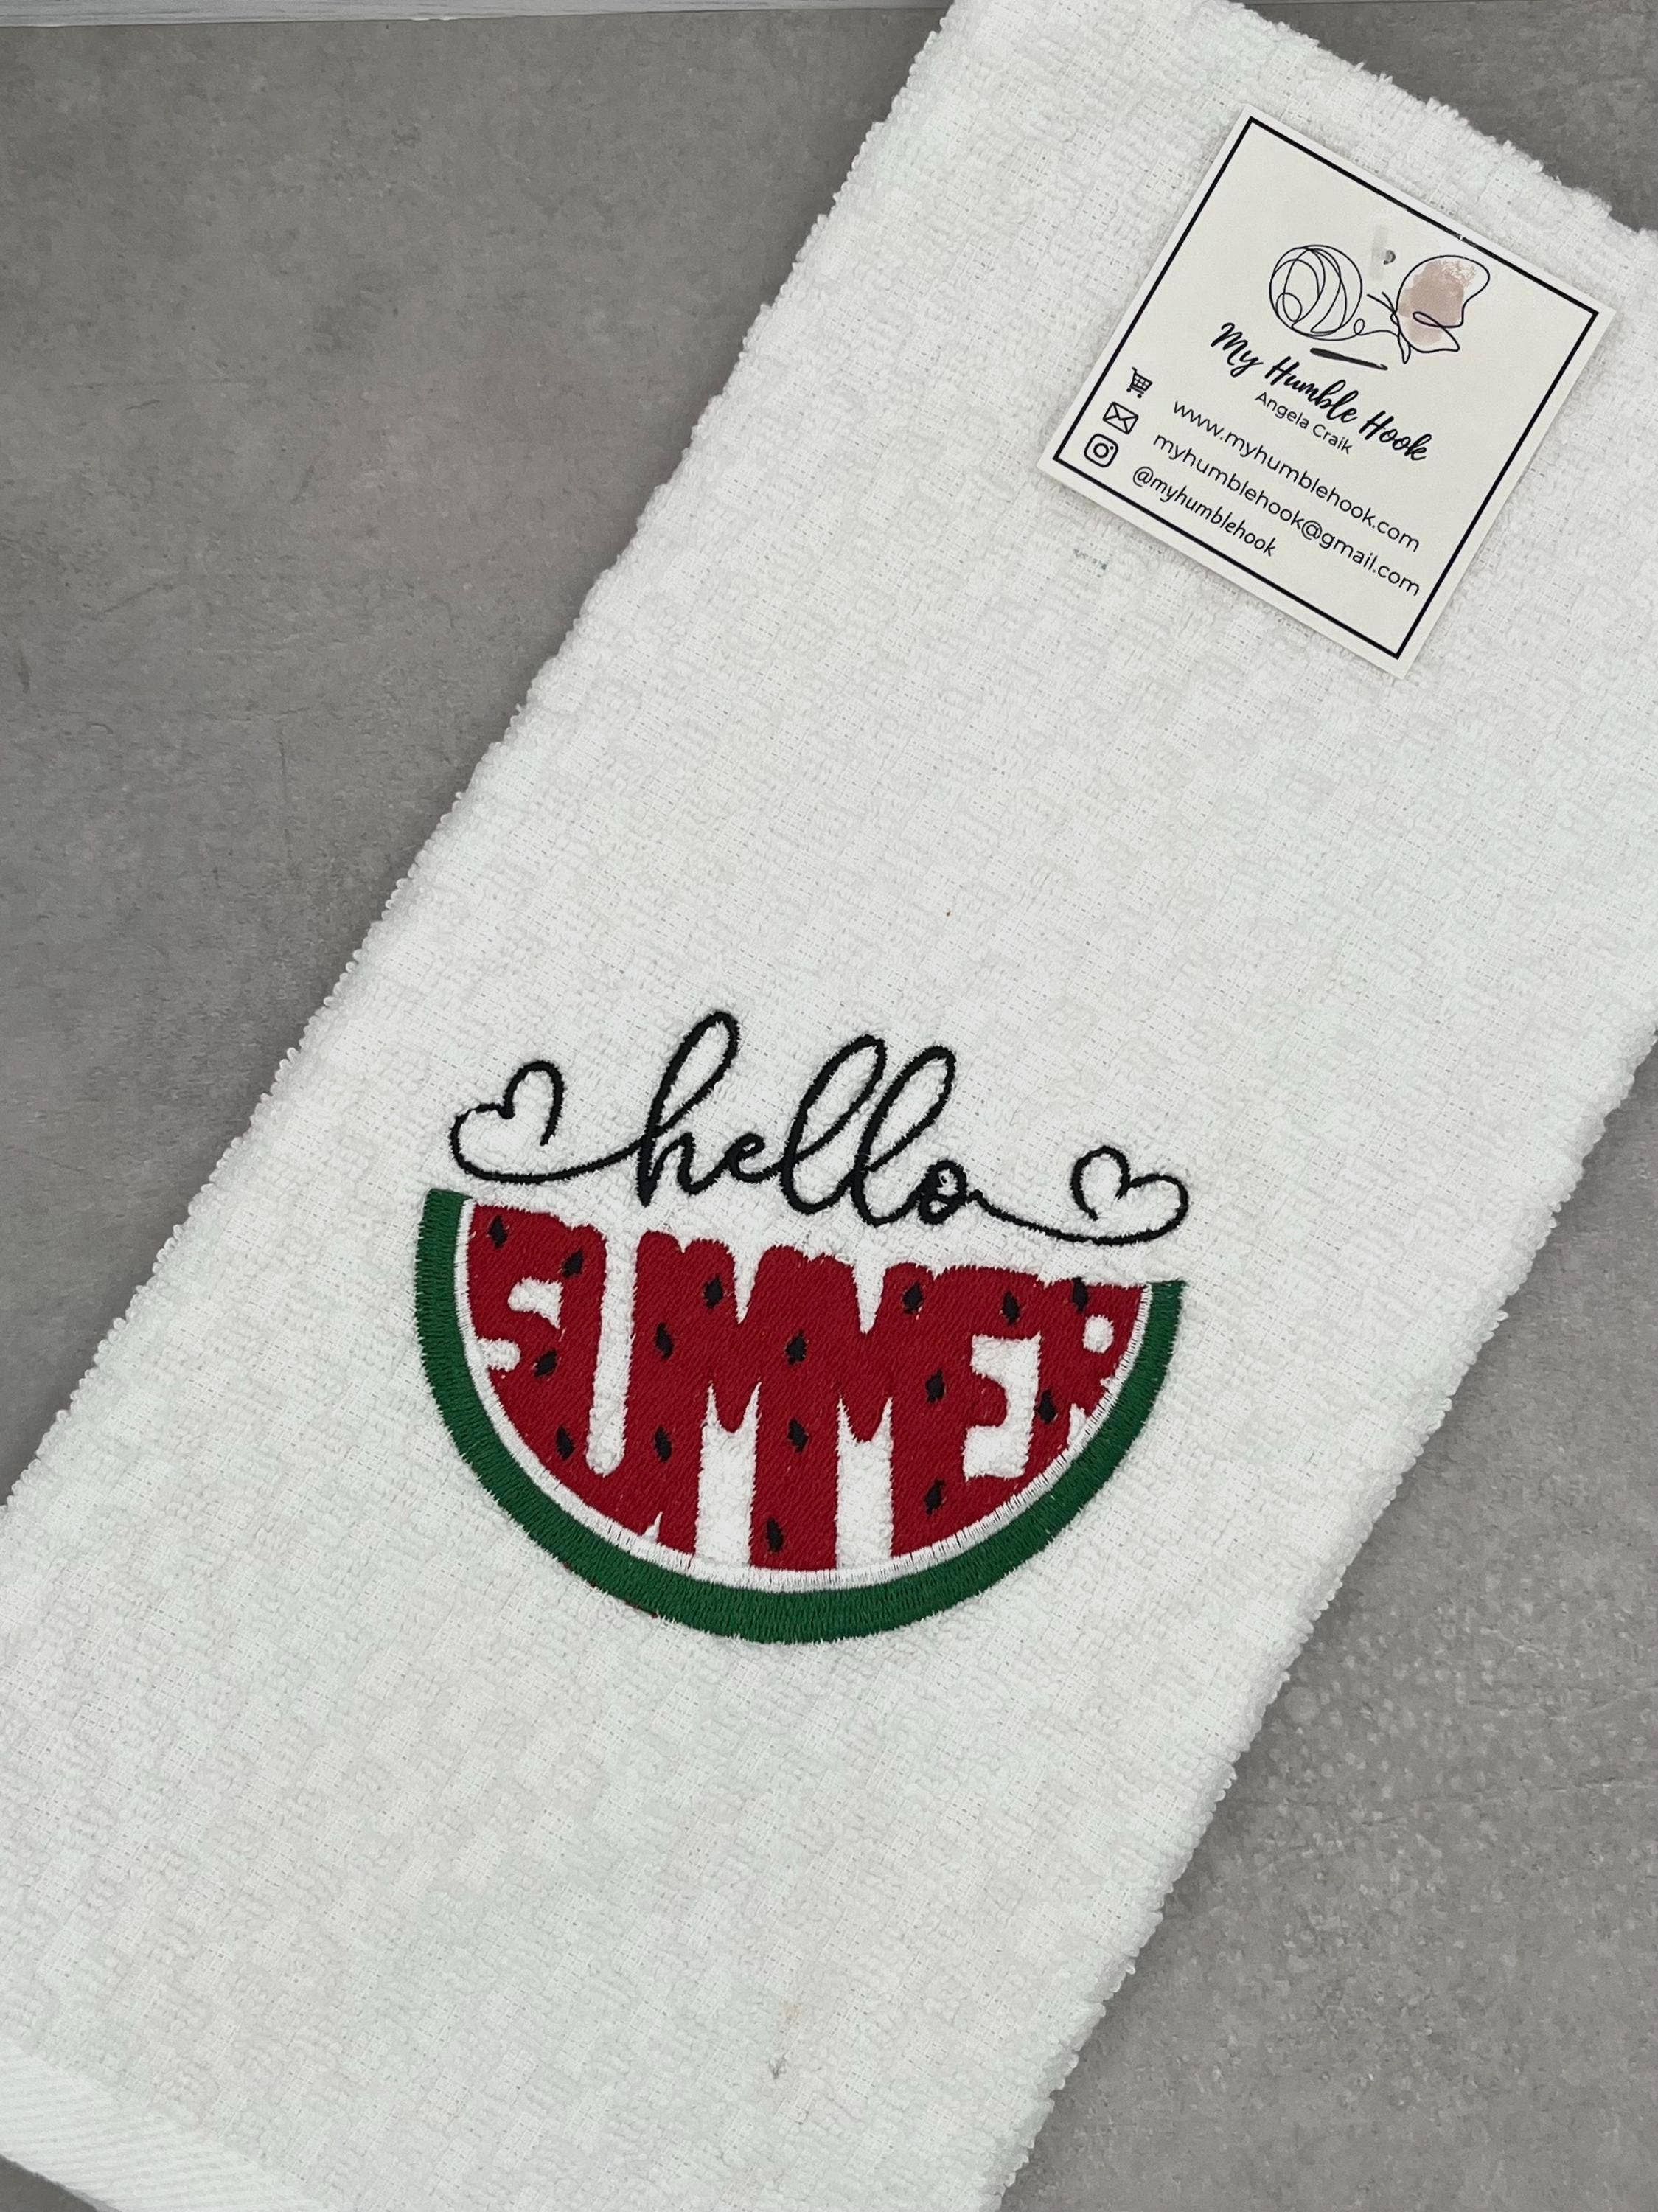 My Humble Hook
Angela Craik
www.myhumblehook.com
myhumblehook@gmail.com
@myhumblehook
hello
SUMMER